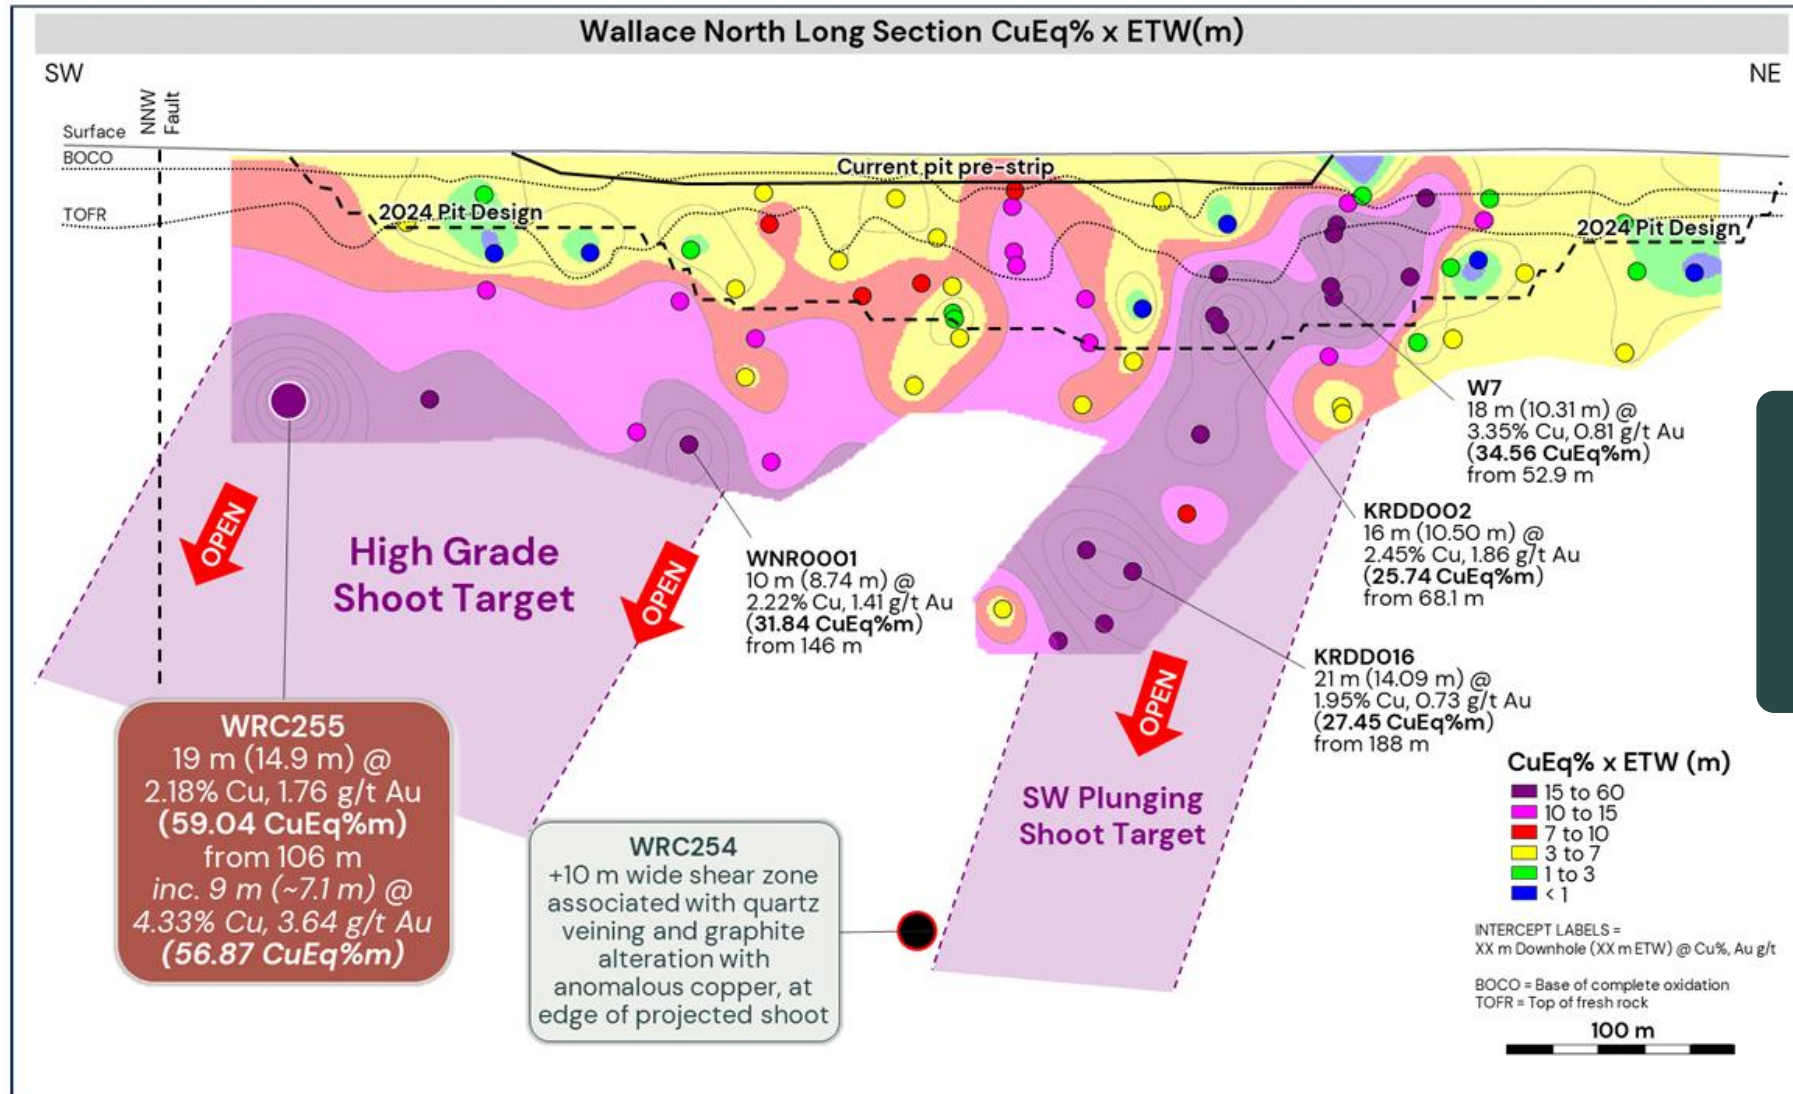 Wallace North Long Section CuEq% x ETW(m)
SW
NE
NNW
Fault
Surface
BOCO
TOFR
Current pit pre-strip
2024 Pit Design
2024 Pit Design
W7
18 m (10.31 m) @
3.35% Cu, 0.81 g/t Au
(34.56 CuEq%m)
from 52.9 m
KRDD002
16 m (10.50 m) @
2.45% Cu, 1.86 g/t Au
(25.74 CuEq%m)
from 68.1 m
OPEN
High Grade
Shoot Target
OPEN
WNR0001
10 m (8.74 m) @
2.22% Cu, 1.41 g/t Au
(31.84 CuEq%m)
from 146 m
KRDD016
21 m (14.09 m) @
1.95% Cu, 0.73 g/t Au
(27.45 CuEq%m)
from 188 m
OPEN
SW Plunging
Shoot Target
WRC255
19 m (14.9 m) @
2.18% Cu, 1.76 g/t Au
(59.04 CuEq%m)
from 106 m
inc. 9 m (~7.1 m) @
4.33% Cu, 3.64 g/t Au
(56.87 CuEq%m)
WRC254
+10 m wide shear zone
associated with quartz
veining and graphite
alteration with
anomalous copper, at
edge of projected shoot
CuEq% x ETW (m)
15 to 60
10 to 15
7 to 10
3 to 7
1 to 3
< 1
INTERCEPT LABELS =
XX m Downhole (XX m ETW) @ Cu%, Au g/t
BOCO = Base of complete oxidation
TOFR = Top of fresh rock
100 m